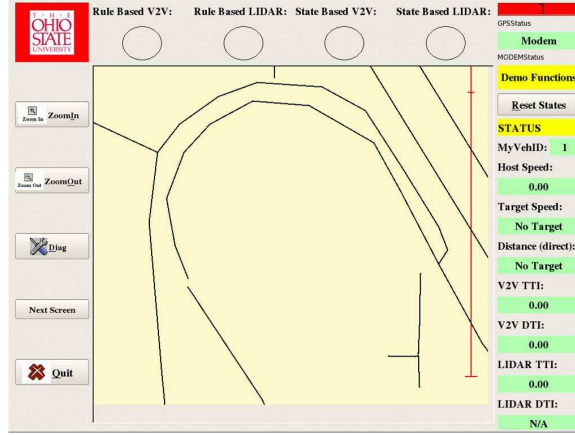 T · H · E
OHIO
STATE
UNIVERSITY
Rule Based V2V:
Rule Based LIDAR:
State Based V2V:
State Based LIDAR:
Zoom In
ZoomIn
Zoom Out
ZoomOut
Diag
Next Screen
Quit
GPSStatus
Modem
MODEMStatus
Demo Functions
Reset States
STATUS
MyVehID: 1
Host Speed:
0.00
Target Speed:
No Target
Distance (direct):
No Target
V2V TTI:
0.00
V2V DTI:
0.00
LIDAR TTI:
0.00
LIDAR DTI:
N/A